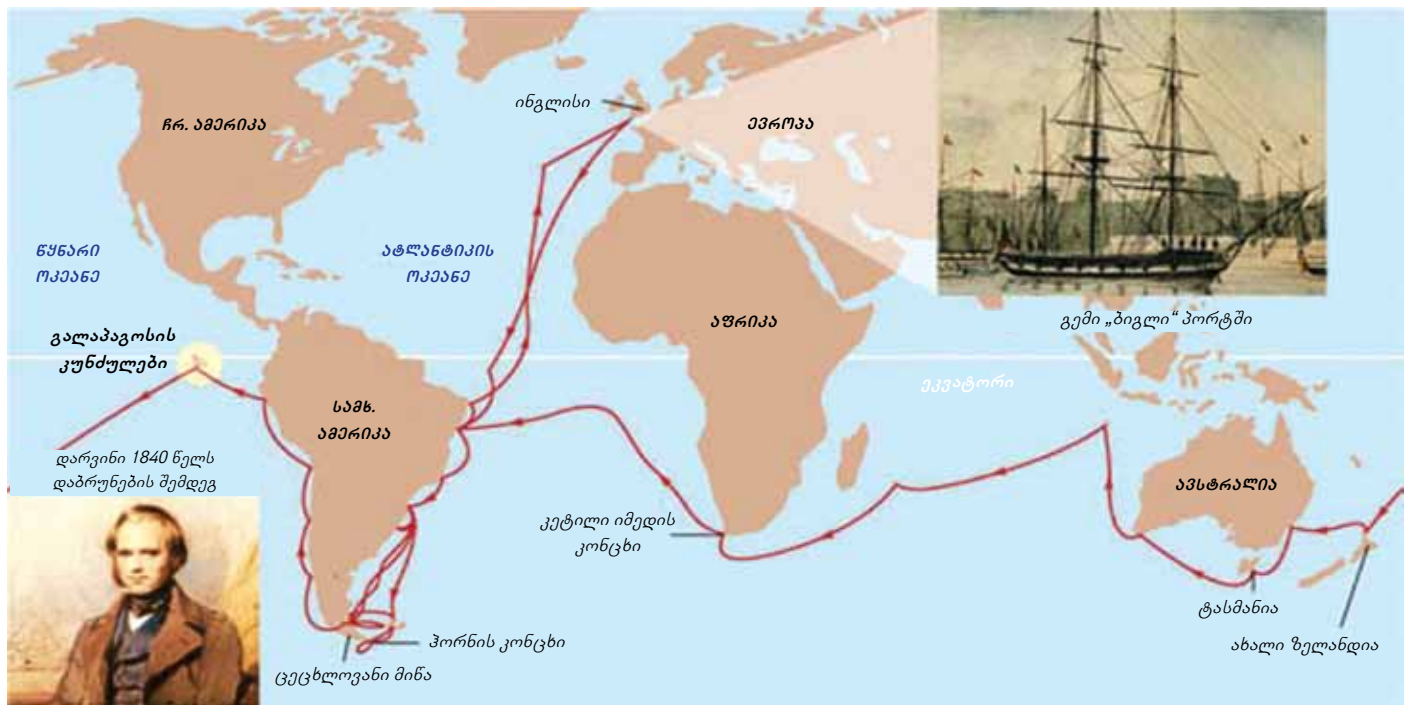 ინგლისი
ჩრ. ამერიკა
ევროპა
წყნარი
ოკეანე
ატლანტიკის
ოკეანე
გალაპაგოსის
კუნძულები
აფრიკა
გემი „ბიგლი“ პორტში
ეკვატორი
სამხ.
ამერიკა
დარვინი 1840 წელს
დაბრუნების შემდეგ
ავსტრალია
კეტილი იმედის
კონცხი
ტასმანია
ახალი ზელანდია
ჰორნის კონცხი
ცეცხლოვანი მიწა